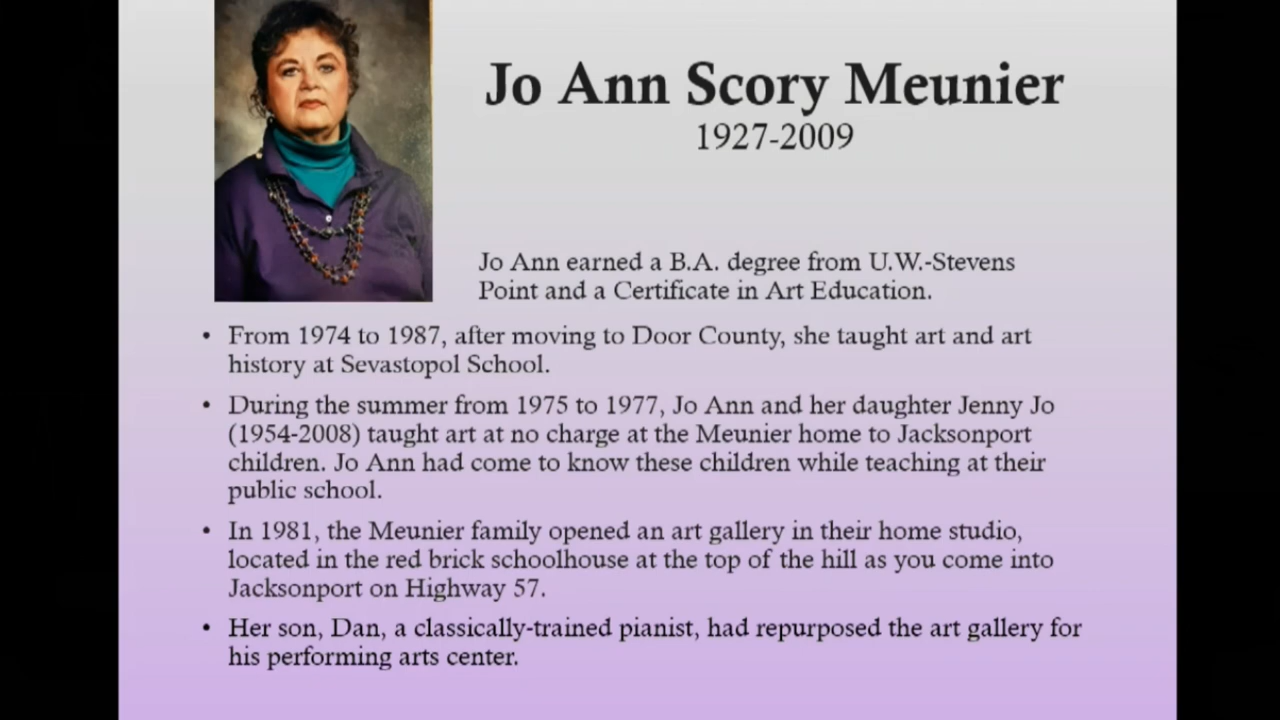 Jo Ann Scory Meunier
1927-2009
Jo Ann earned a B.A. degree from U.W.-Stevens
Point and a Certificate in Art Education.
• From 1974 to 1987, after moving to Door County, she taught art and art
history at Sevastopol School.
• During the summer from 1975 to 1977, Jo Ann and her daughter Jenny Jo
(1954-2008) taught art at no charge at the Meunier home to Jacksonport
children. Jo Ann had come to know these children while teaching at their
public school.
• In 1981, the Meunier family opened an art gallery in their home studio,
located in the red brick schoolhouse at the top of the hill as you come into
Jacksonport on Highway 57.
• Her son, Dan, a classically-trained pianist, had repurposed the art gallery for
his performing arts center.